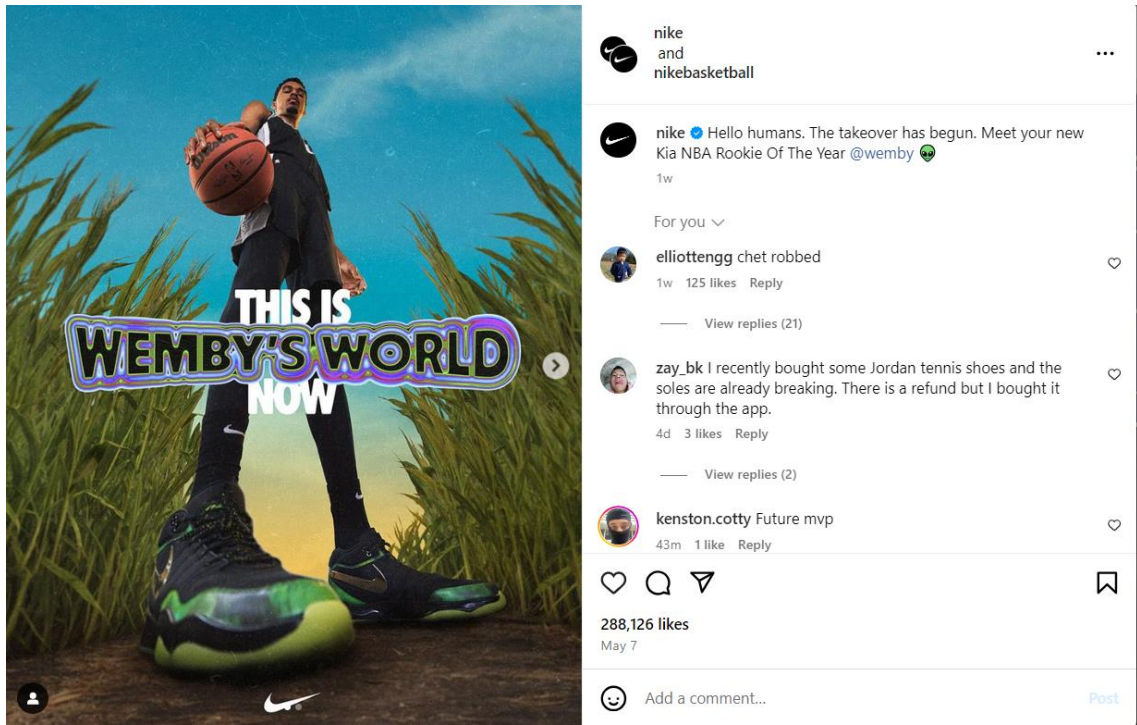 Wilson
THIS IS
WEMBY'S WORLD
NOW
nike
and
nikebasketball
nike Hello humans. The takeover has begun. Meet your new
Kia NBA Rookie Of The Year @wemby 👽
1w
For you
elliottengg chet robbed
1w 125 likes Reply
View replies (21)
zay_bk I recently bought some Jordan tennis shoes and the
soles are already breaking. There is a refund but I bought it
through the app.
4d 3 likes Reply
View replies (2)
kenston.cotty Future mvp
43m 1 like Reply
288,126 likes
May 7
Add a comment...
Post